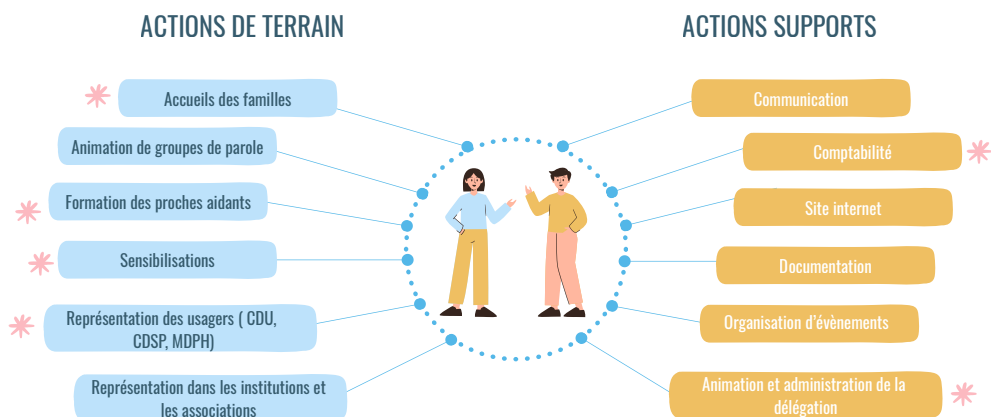 ACTIONS DE TERRAIN
Accueils des familles
Animation de groupes de parole
Formation des proches aidants
Sensibilisations
Représentation des usagers ( CDU,
CDSP, MDPH)
Représentation dans les institutions et
les associations
ACTIONS SUPPORTS
Communication
Comptabilité
Site internet
Documentation
Organisation d'évènements
Animation et administration de la
délégation